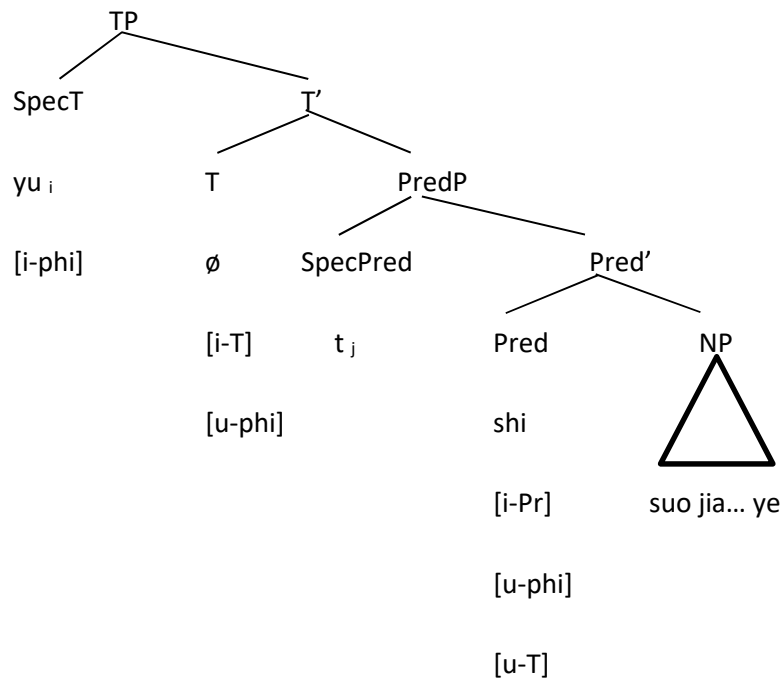 TP
SpecT T’
yu i T PredP
[i-phi] ø SpecPred Pred’
[i-T] t j Pred NP
[u-phi] shi
[i-Pr] suo jia… ye
[u-phi]
[u-T]